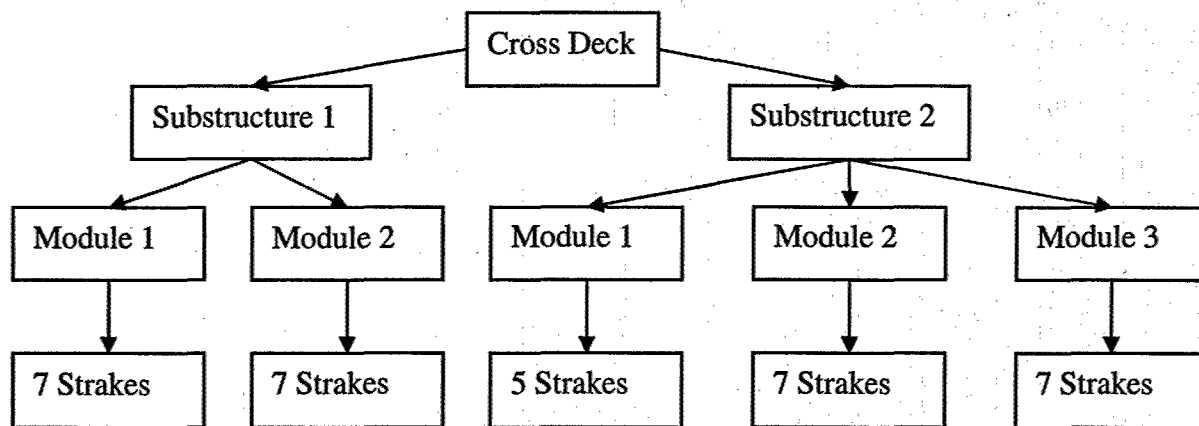 Cross Deck
Substructure 1
Substructure 2
Module 1
Module 2
Module 1
Module 2
Module 3
7 Strakes
7 Strakes
5 Strakes
7 Strakes
7 Strakes